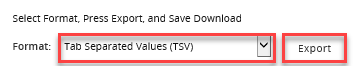 Select Format, Press Export, and Save Download
Format: Tab Separated Values (TSV) Export